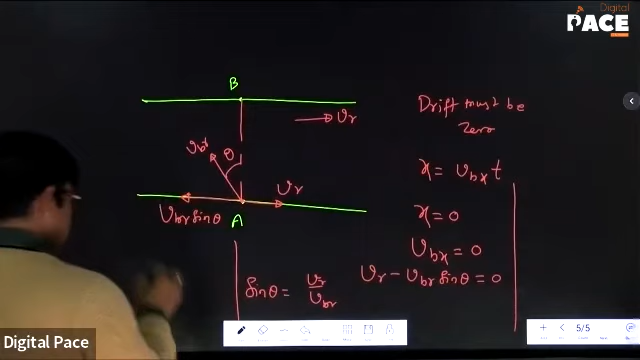 Digital
PACE
B
Drift must be
zero
vr
vbr
θ
x = vbx t
vr
vbr sinθ
A
x = 0
vbx = 0
vr - vbr sinθ = 0
sinθ = vr/vbr
5/5
Digital Pace